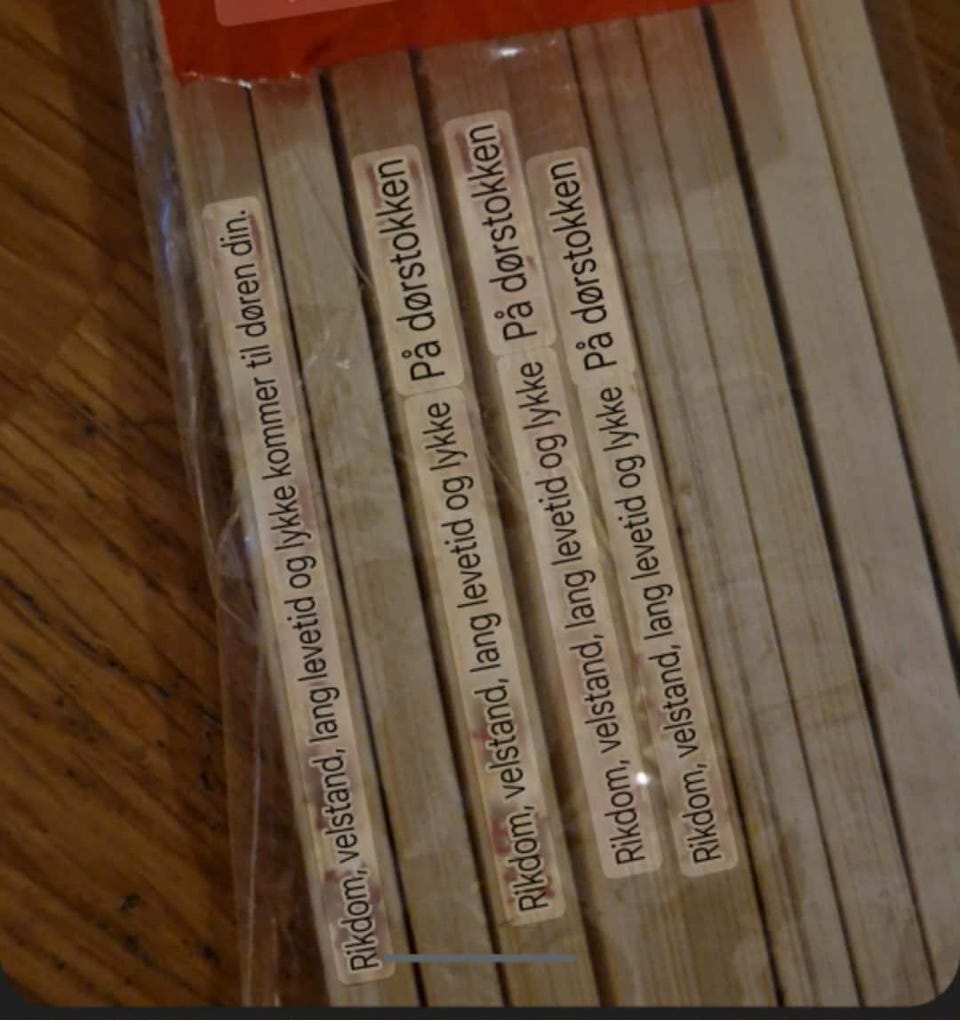 Rikdom, velstand, lang levetid og lykke kommer til døren din.
Rikdom, velstand, lang levetid og lykke På dørstokken
Rikdom, velstand, lang levetid og lykke På dørstokken
Rikdom, velstand, lang levetid og lykke På dørstokken